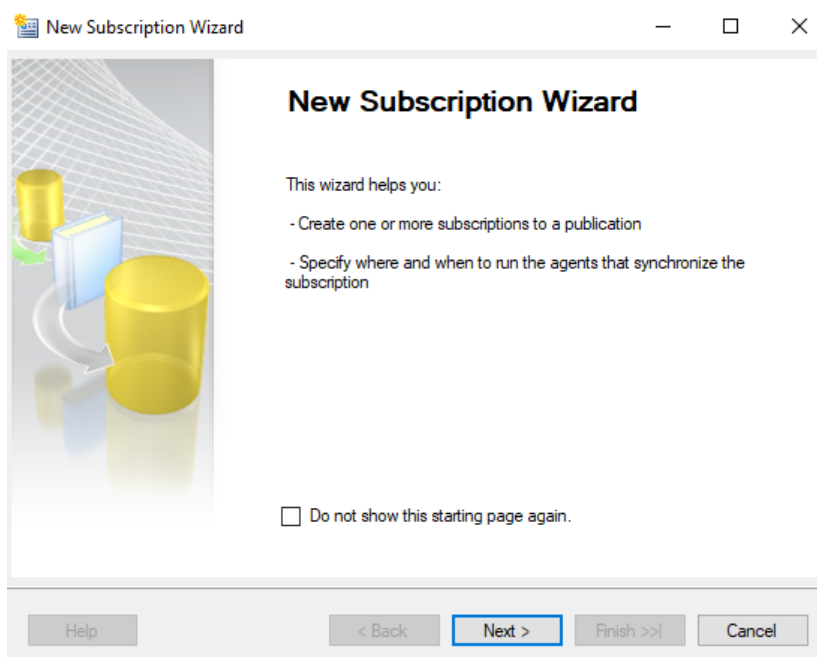 New Subscription Wizard
New Subscription Wizard
This wizard helps you:
- Create one or more subscriptions to a publication
- Specify where and when to run the agents that synchronize the
subscription
Do not show this starting page again.
Help
< Back
Next >
Finish >>|
Cancel